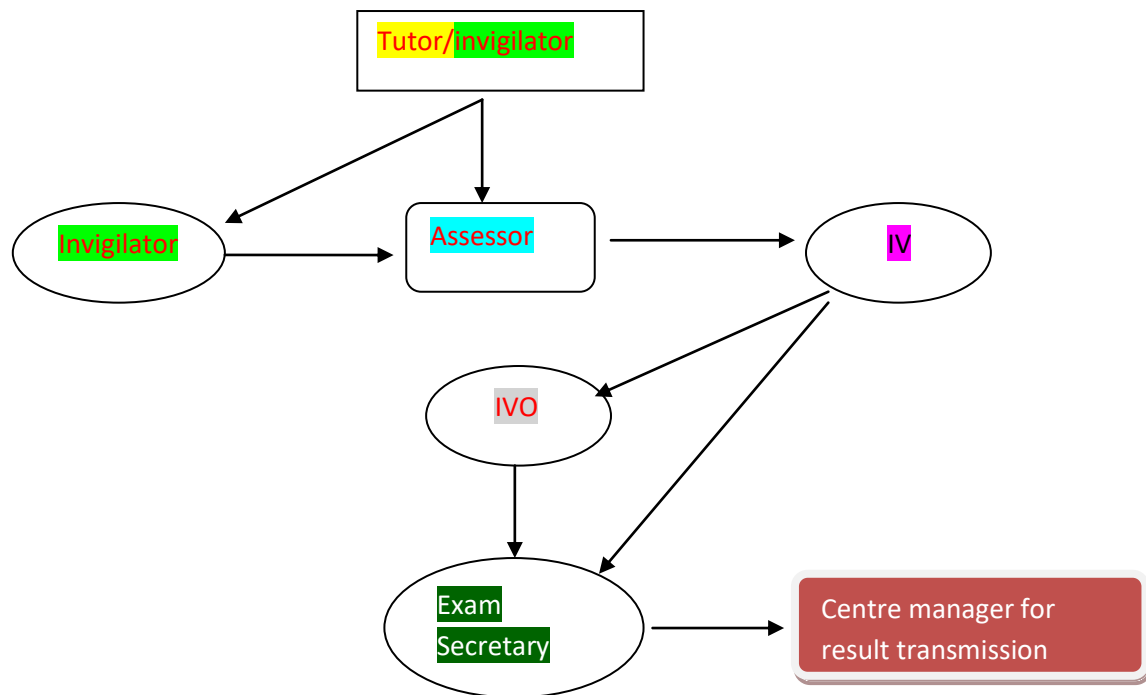 Tutor/invigilator
Invigilator
Assessor
IV
IVO
Exam
Secretary
Centre manager for
result transmission